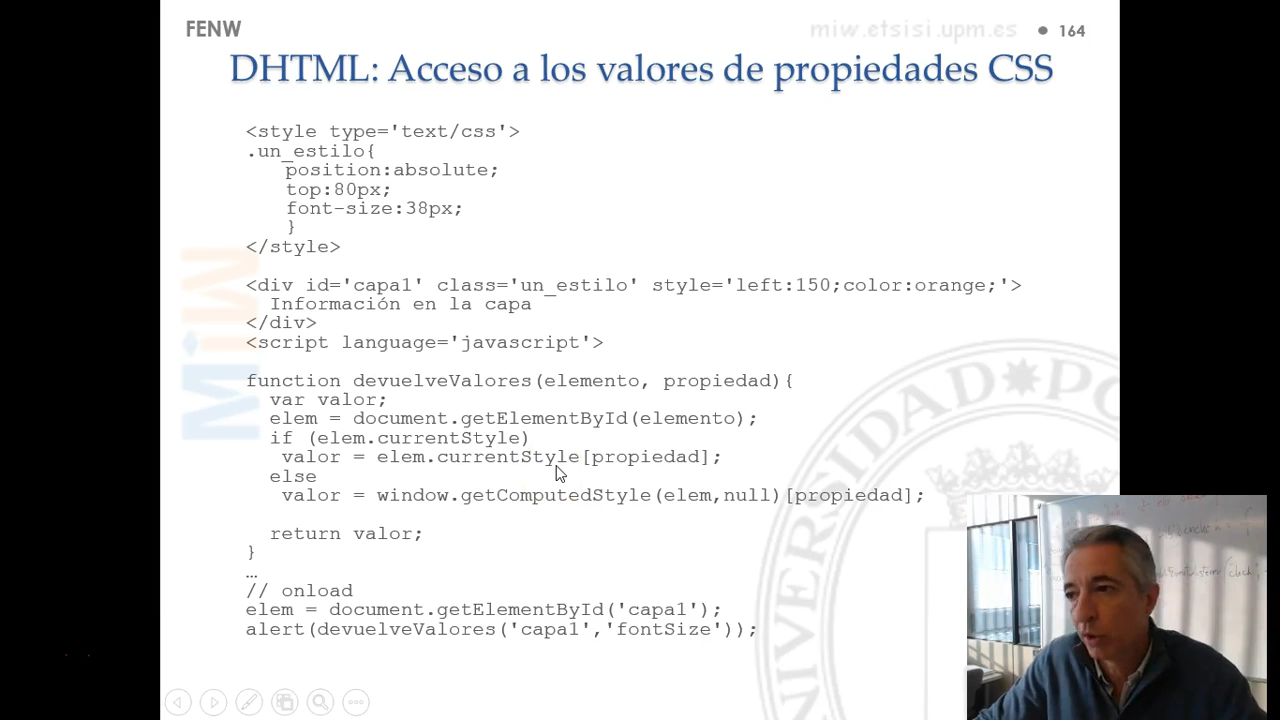 FENW
miw.etsisi.upm.es
164
DHTML: Acceso a los valores de propiedades CSS
<style type='text/css'>
.un_estilo{
position:absolute;
top:80px;
font-size:38px;
}
</style>
<div id='capa1' class='un_estilo' style='left:150;color:orange;'>
Información en la capa
</div>
<script language='javascript'>
function devuelveValores(elemento, propiedad){
var valor;
elem = document.getElementById(elemento);
if (elem.currentStyle)
valor = elem.currentStyle[propiedad];
else
valor = window.getComputedStyle(elem,null)[propiedad];
return valor;
}
…
// onload
elem = document.getElementById('capa1');
alert(devuelveValores('capa1','fontSize'));
MiW
UNIVERSIDAD PO